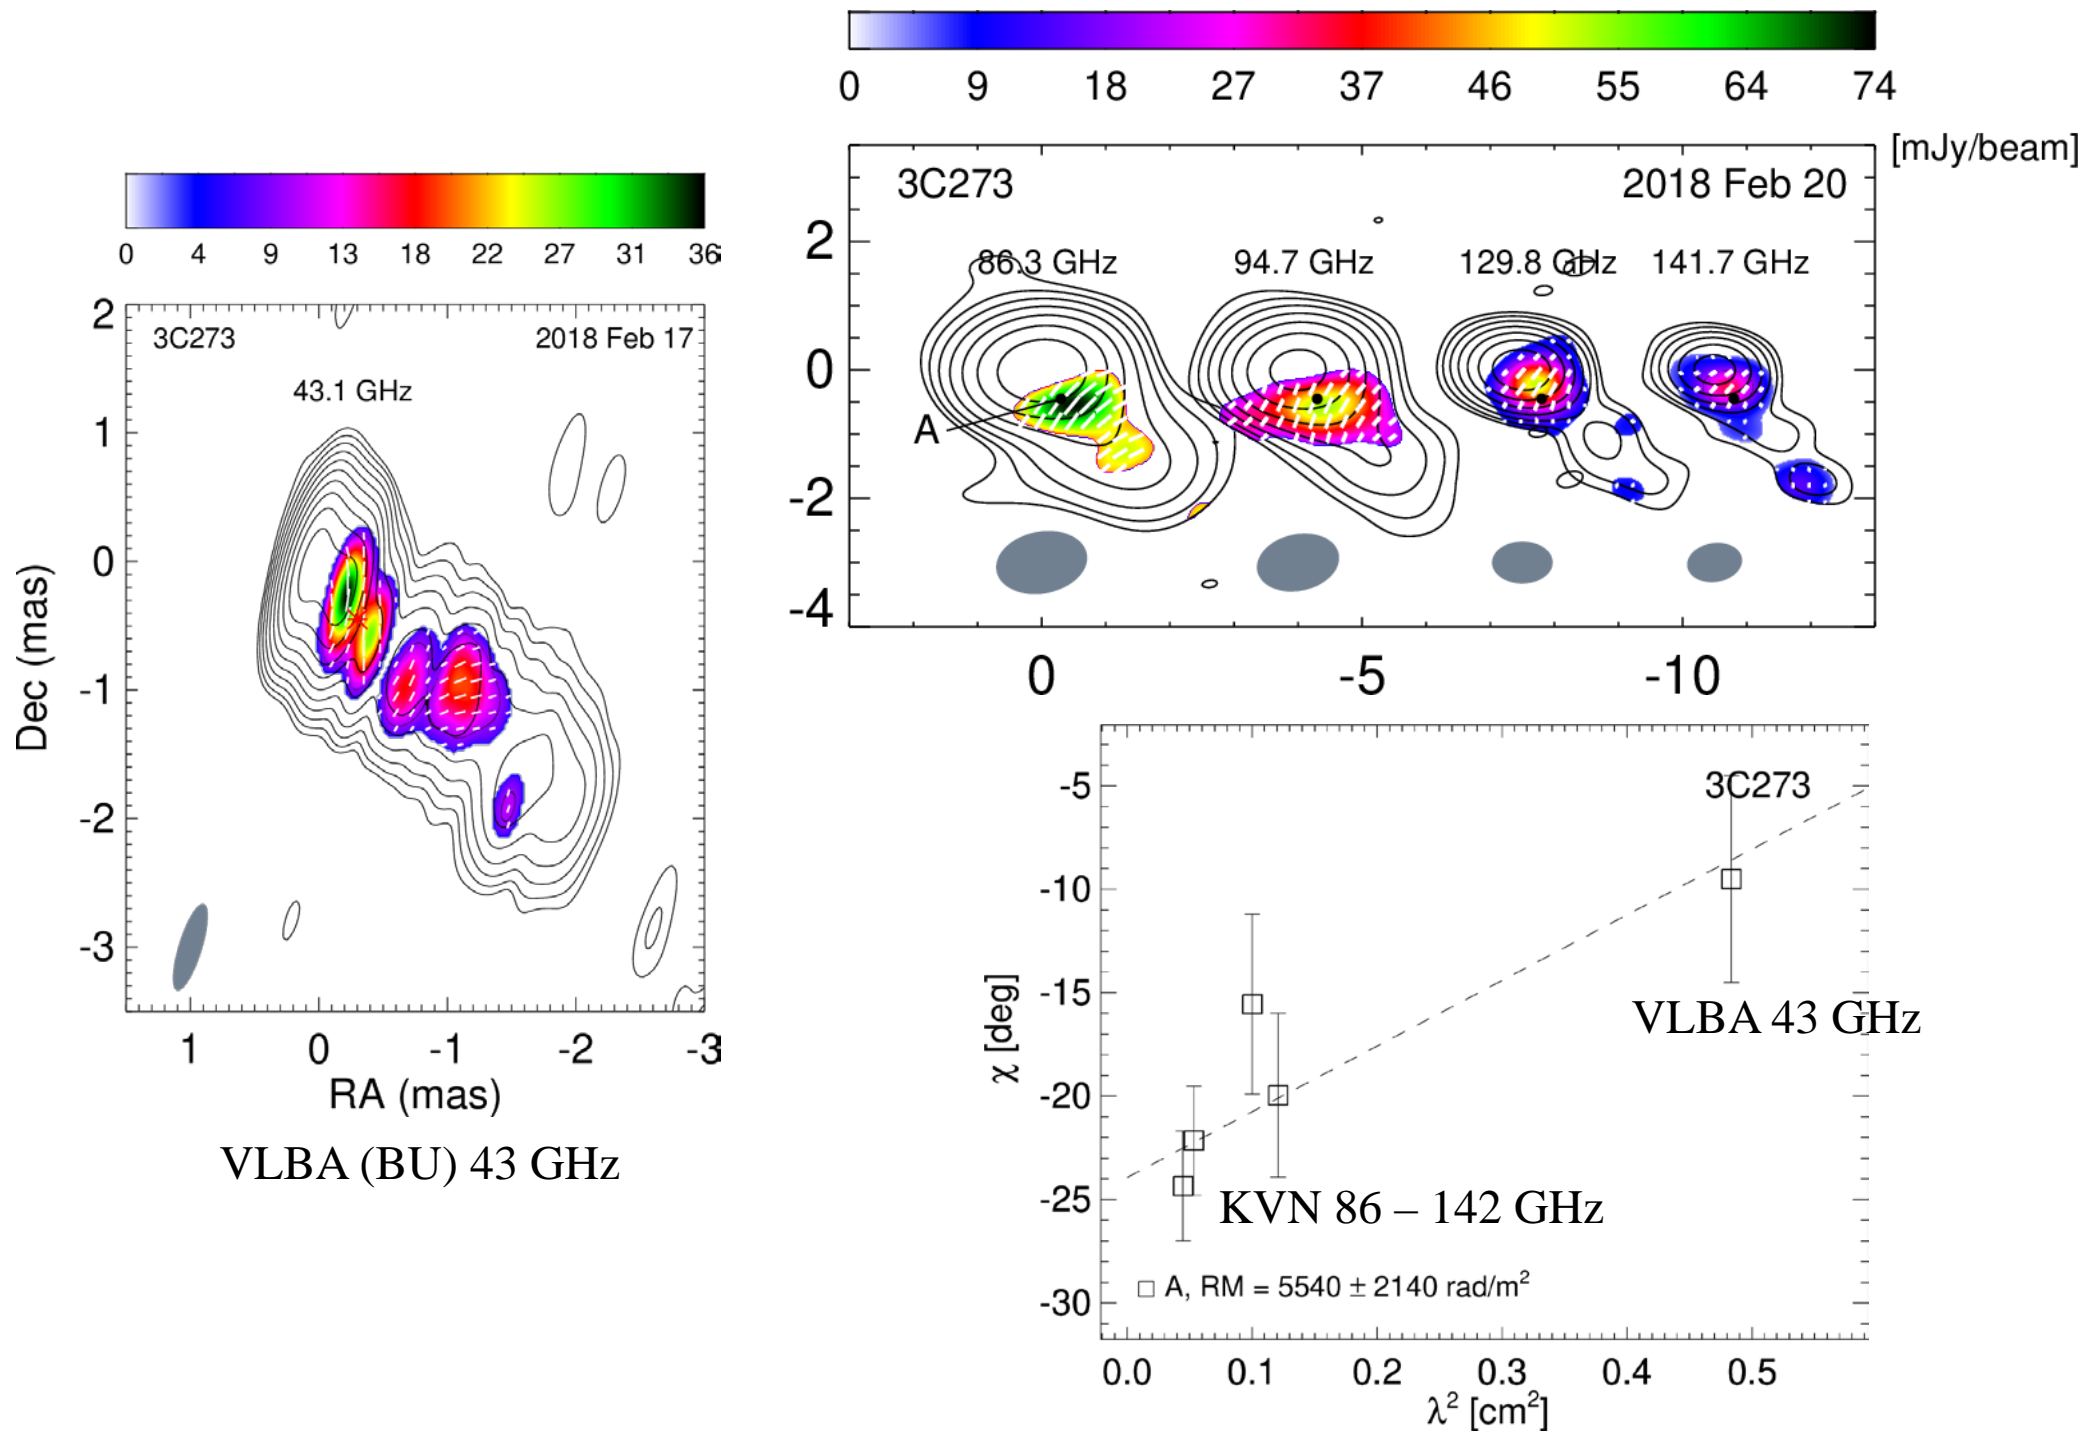 0 9 18 27 37 46 55 64 74
[mJy/beam]
3C273 2018 Feb 20
86.3 GHz 94.7 GHz 129.8 GHz 141.7 GHz
A
2
0
-2
-4
0 -5 -10
0 4 9 13 18 22 27 31 36
3C273 2018 Feb 17
43.1 GHz
2
1
0
-1
-2
-3
Dec (mas)
1 0 -1 -2 -3
RA (mas)
VLBA (BU) 43 GHz
3C273
-5
-10
-15
-20
-25
-30
χ [deg]
VLBA 43 GHz
KVN 86 – 142 GHz
A, RM = 5540 ± 2140 rad/m²
0.0 0.1 0.2 0.3 0.4 0.5
λ² [cm²]